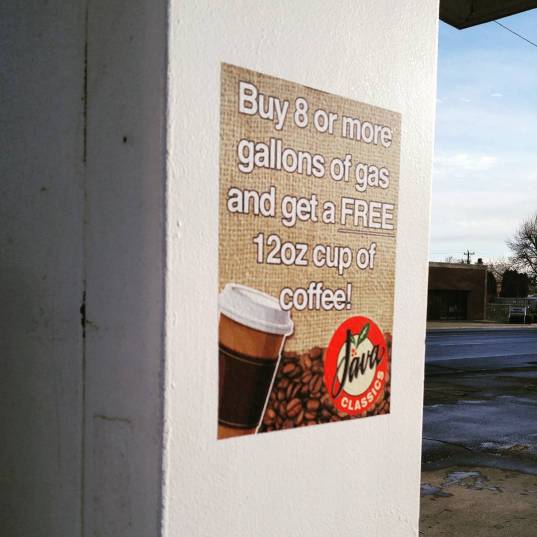 Buy 8 or more
gallons of gas
and get a FREE
12oz cup of
coffee!
Java
CLASSICS